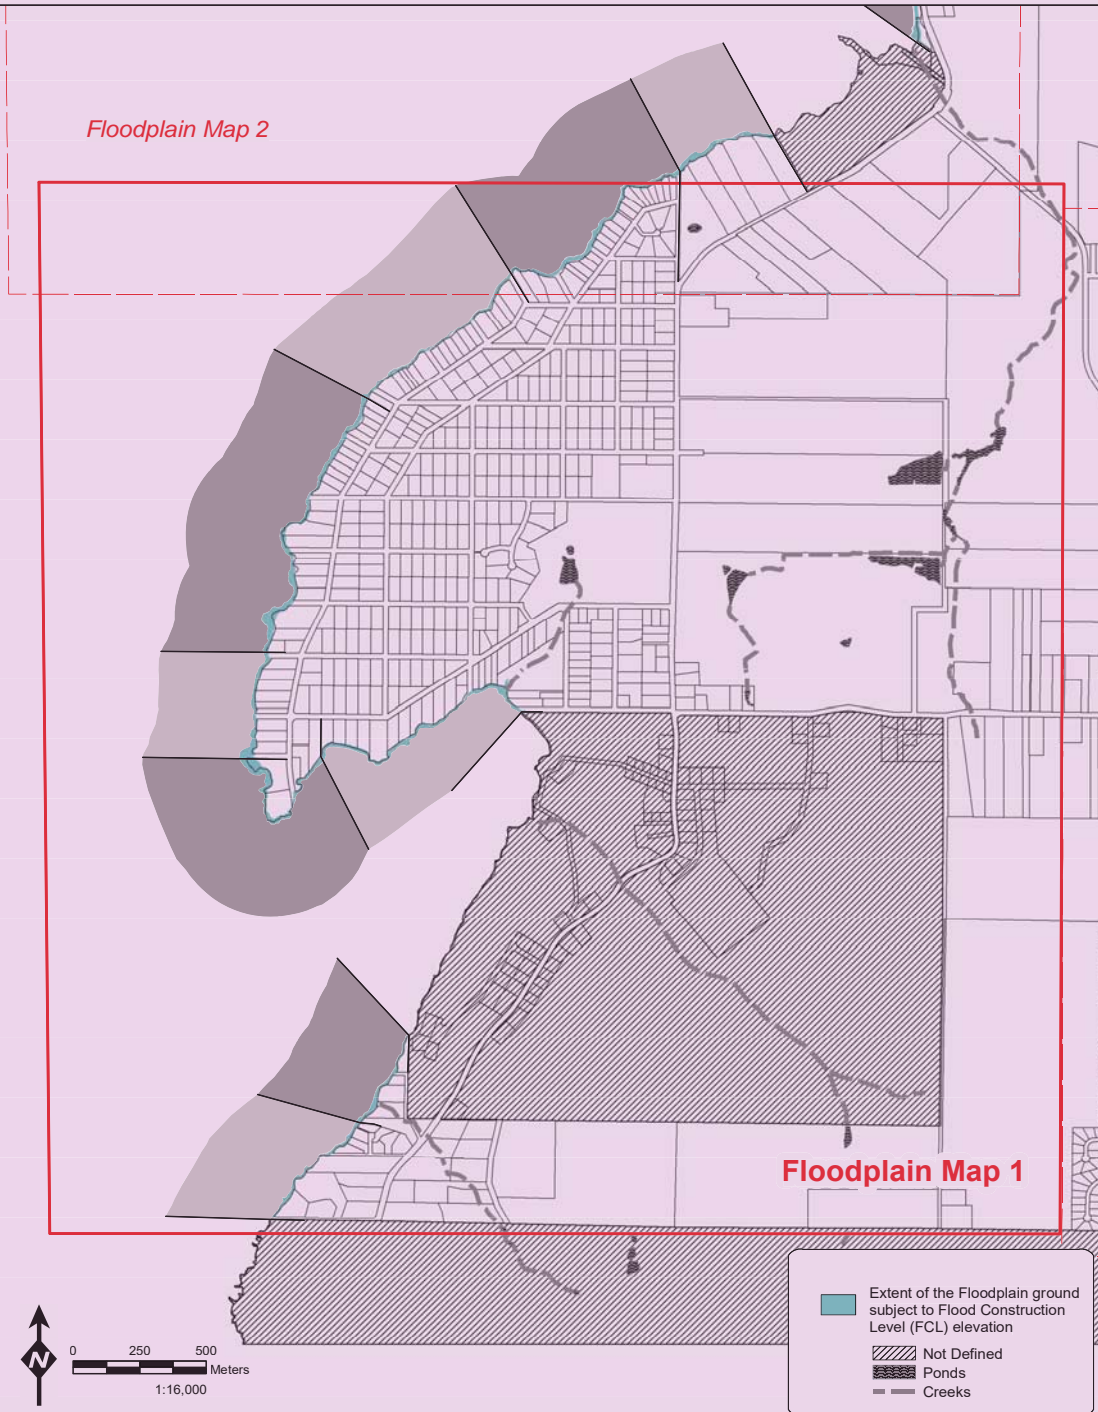 Floodplain Map 2
Floodplain Map 1
Extent of the Floodplain ground
subject to Flood Construction
Level (FCL) elevation
Not Defined
Ponds
Creeks
N
0 250 500
Meters
1:16,000